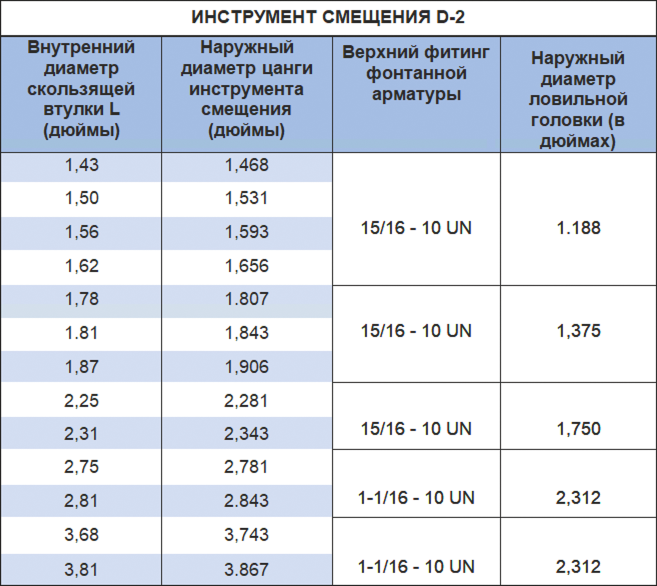 ИНСТРУМЕНТ СМЕЩЕНИЯ D-2
Внутренний диаметр скользящей втулки L (дюймы) Наружный диаметр цанги инструмента смещения (дюймы) Верхний фитинг фонтанной арматуры Наружный диаметр ловильной головки (в дюймах)
1,43 1,468
1,50 1,531
1,56 1,593 15/16 - 10 UN 1.188
1,62 1,656
1,78 1.807
1.81 1,843 15/16 - 10 UN 1,375
1,87 1,906
2,25 2,281
2,31 2,343 15/16 - 10 UN 1,750
2,75 2,781
2,81 2.843 1-1/16 - 10 UN 2,312
3,68 3,743
3,81 3.867 1-1/16 - 10 UN 2,312